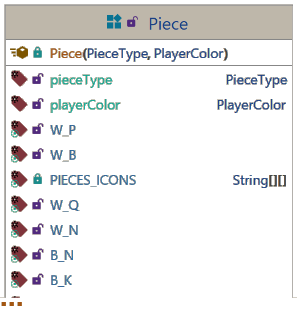 Piece
Piece(PieceType, PlayerColor)
pieceType PieceType
playerColor PlayerColor
W_P
W_B
PIECES_ICONS String[][]
W_Q
W_N
B_N
B_K